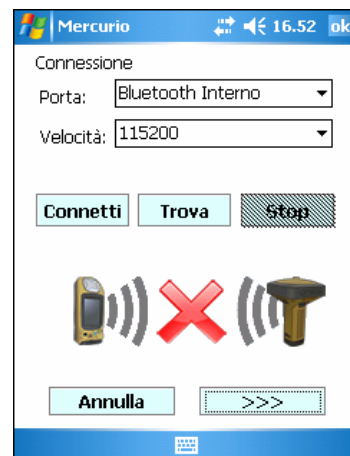 Mercurio 16.52 ok
Connessione
Porta: Bluetooth Interno
Velocità: 115200
Connetti Trova Stop
Annulla >>>